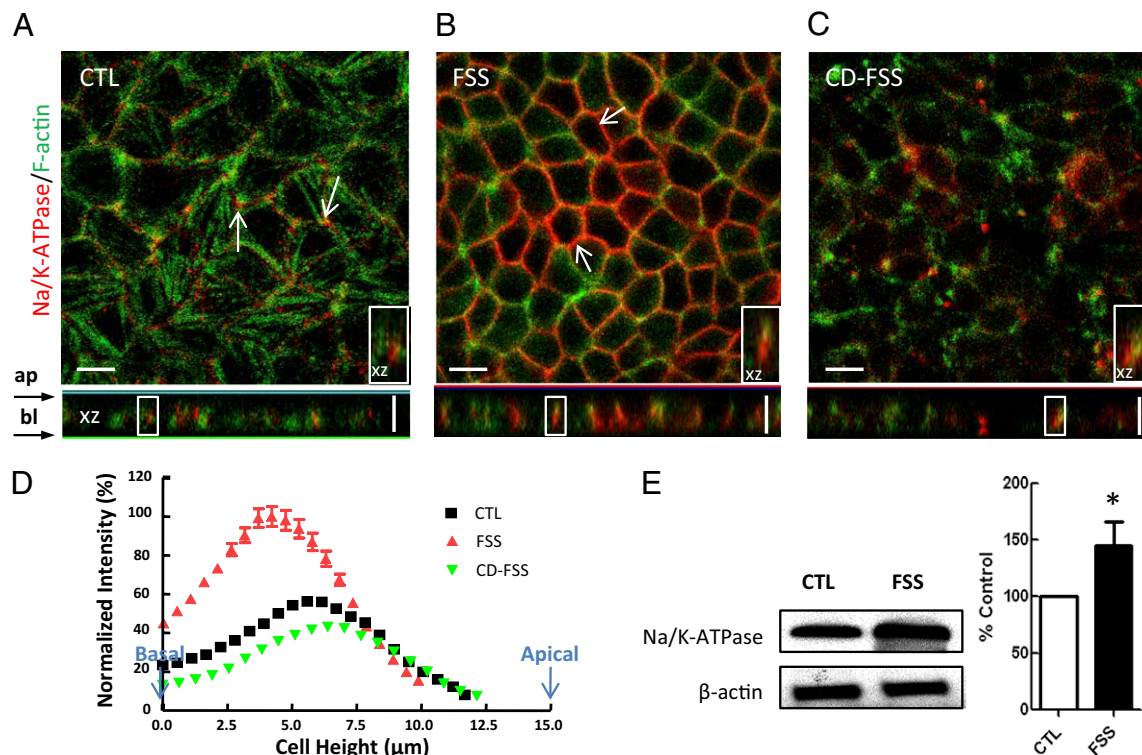 A
B
C
CTL
FSS
CD-FSS
Na/K-ATPase/F-actin
xz
xz
xz
ap
bl
xz
D
Normalized Intensity (%)
120
100
80
60
40
20
0
0.0
2.5
5.0
7.5
10.0
12.5
15.0
Cell Height (µm)
Basal
Apical
CTL
FSS
CD-FSS
E
CTL
FSS
Na/K-ATPase
β-actin
% Control
200
150
100
50
0
*
CTL
FSS